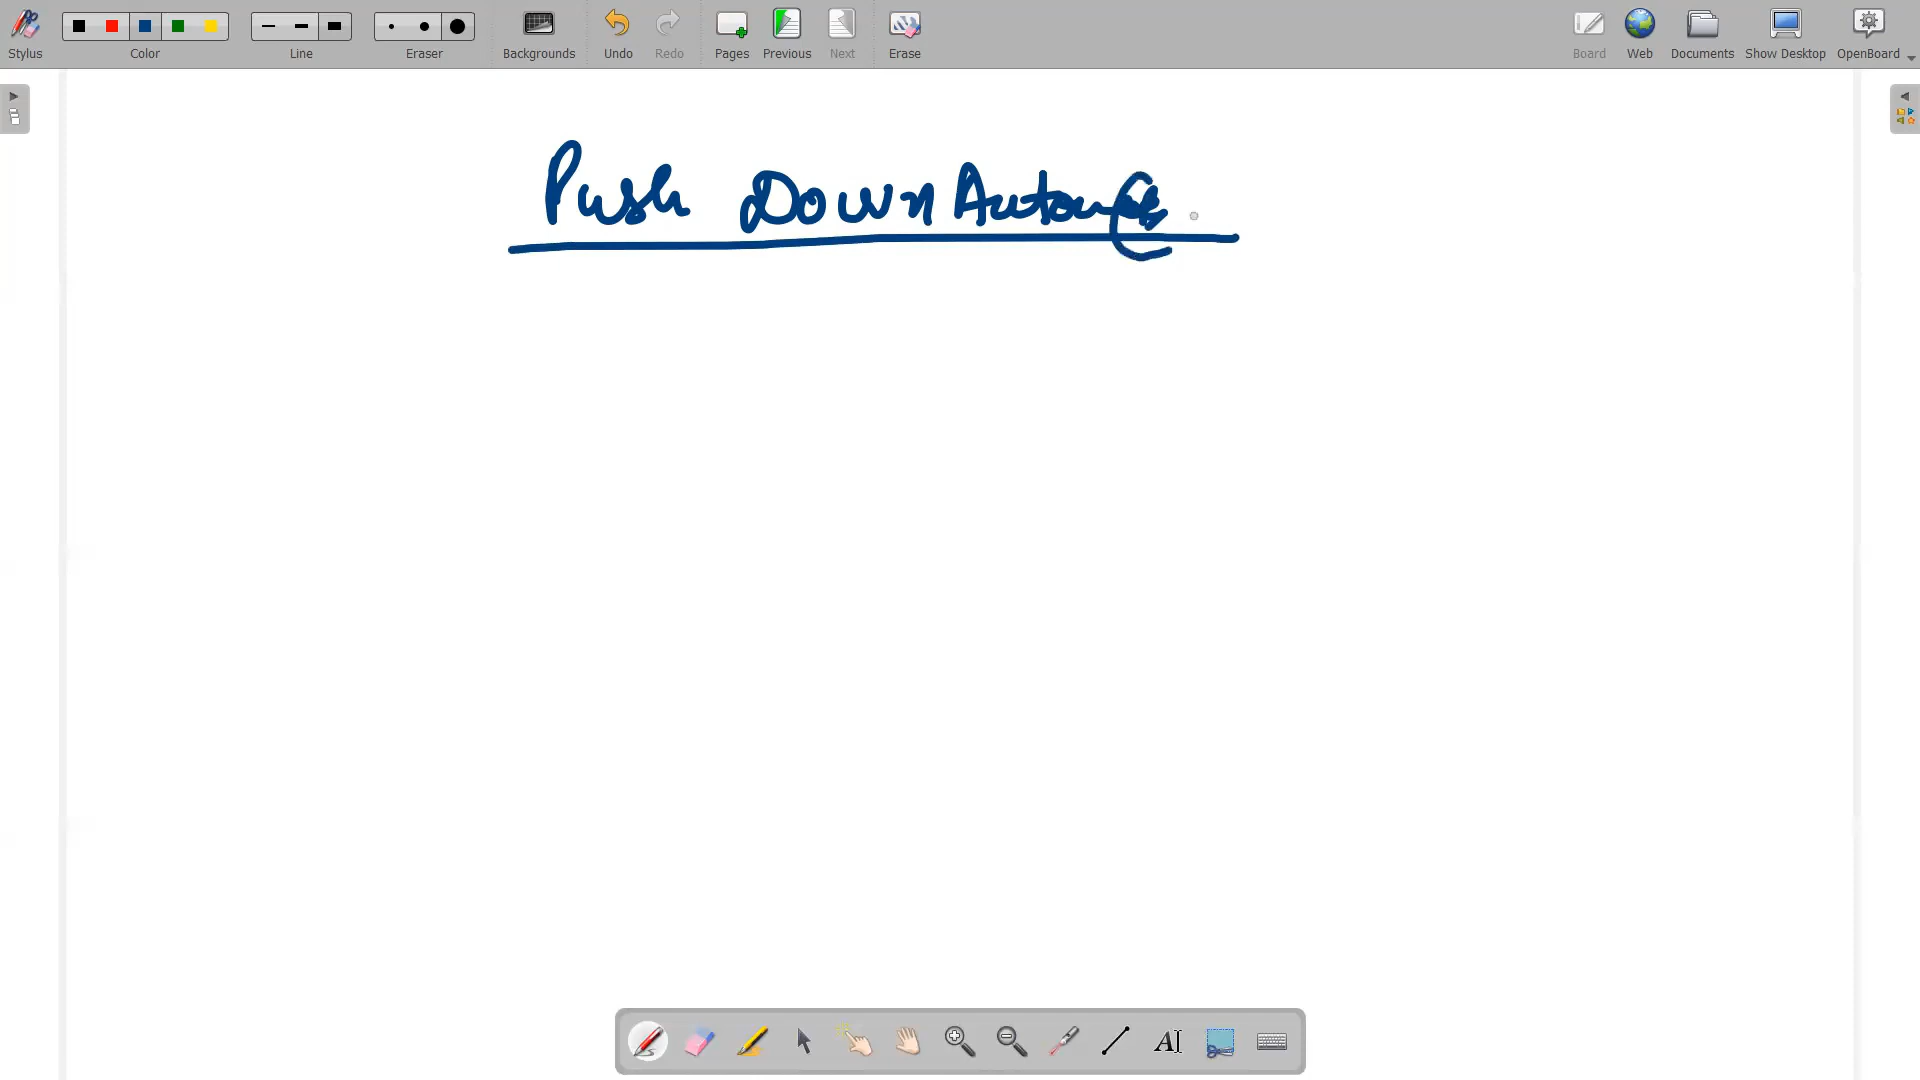 Stylus
Color
Line
Eraser
Backgrounds
Undo
Redo
Pages
Previous
Next
Erase
Board
Web
Documents
Show Desktop
OpenBoard
Push Down